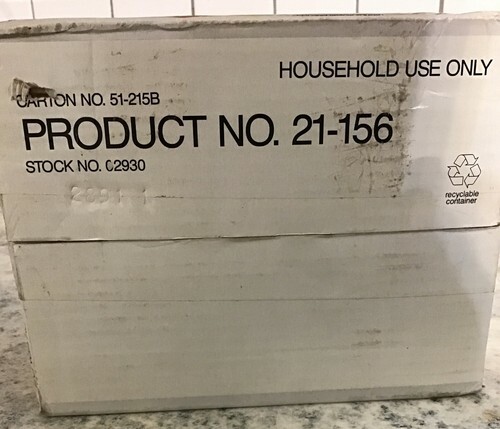 HOUSEHOLD USE ONLY
CARTON NO. 51-215B
PRODUCT NO. 21-156
STOCK NO. 02930
recyclable
container